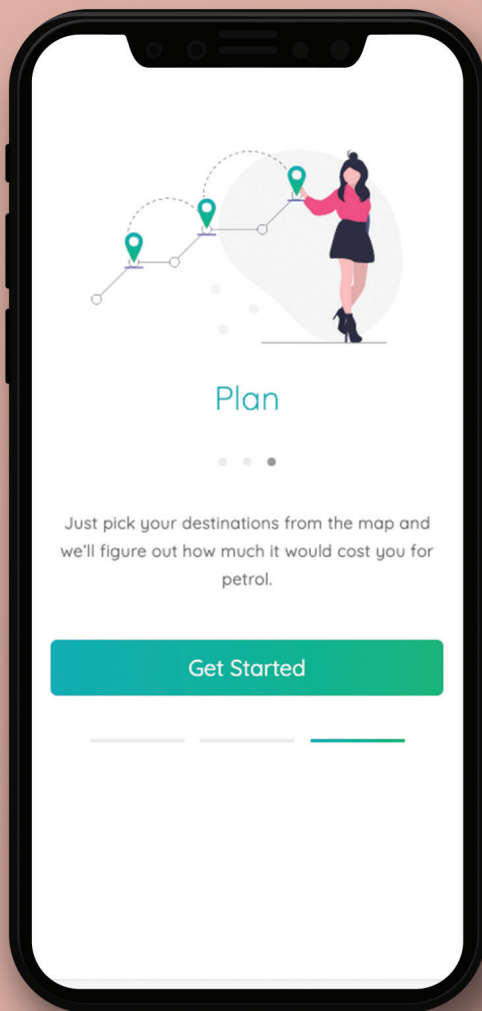 Plan
Just pick your destinations from the map and
we'll figure out how much it would cost you for
petrol.
Get Started